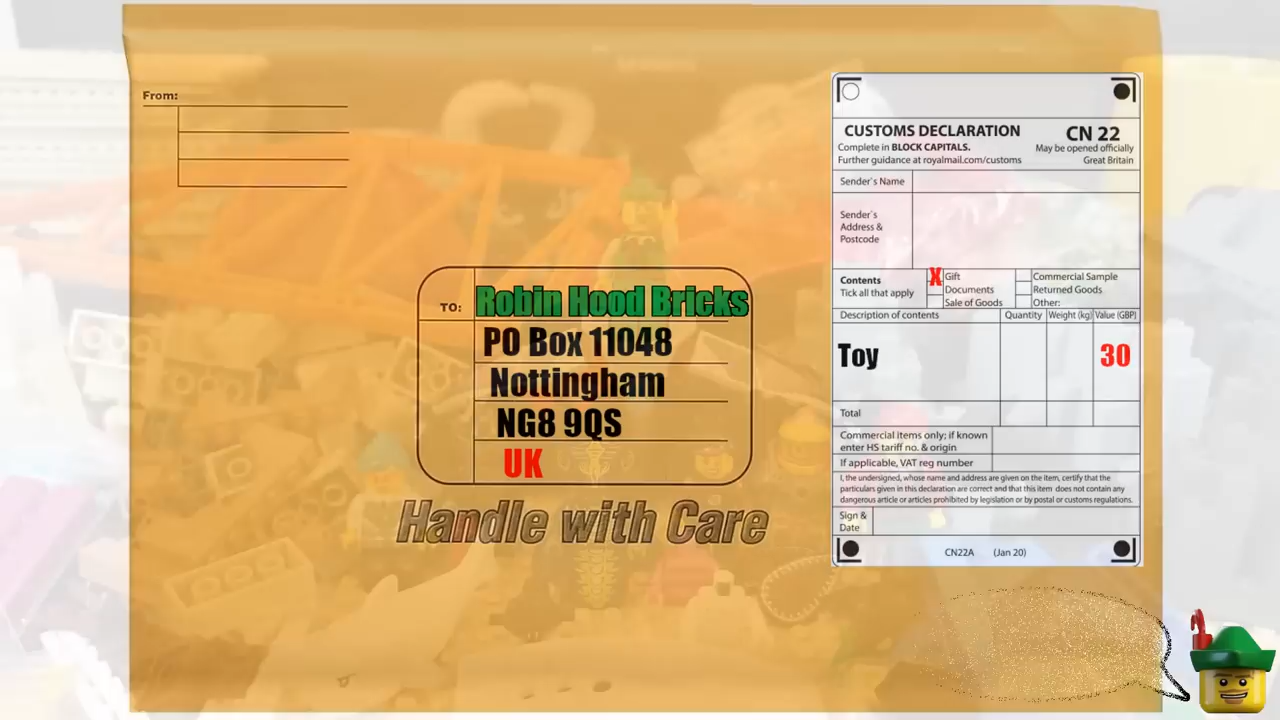 From:
TO: Robin Hood Bricks
PO Box 11048
Nottingham
NG8 9QS
UK
Handle with Care
CUSTOMS DECLARATION CN 22
Complete in BLOCK CAPITALS. May be opened officially
Further guidance at royalmail.com/customs Great Britain
Sender`s Name
Sender`s
Address &
Postcode
Contents X Gift Commercial Sample
Tick all that apply Documents Returned Goods
Sale of Goods Other:
Description of contents Quantity Weight (kg) Value (GBP)
Toy 30
Total
Commercial items only; if known
enter HS tariff no. & origin
If applicable, VAT reg number
I, the undersigned, whose name and address are given on the item, certify that the
particulars given in this declaration are correct and that this item does not contain any
dangerous article or articles prohibited by legislation or by postal or customs regulations.
Sign &
Date
CN22A (Jan 20)